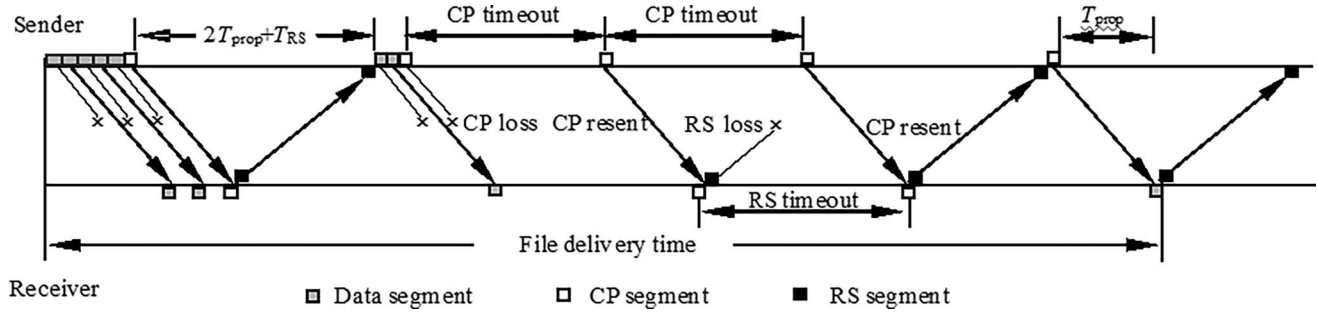 Sender
2Tprop+TRS
CP timeout
CP timeout
Tprop
CP loss
CP resent
RS loss
CP resent
RS timeout
File delivery time
Receiver
Data segment
CP segment
RS segment